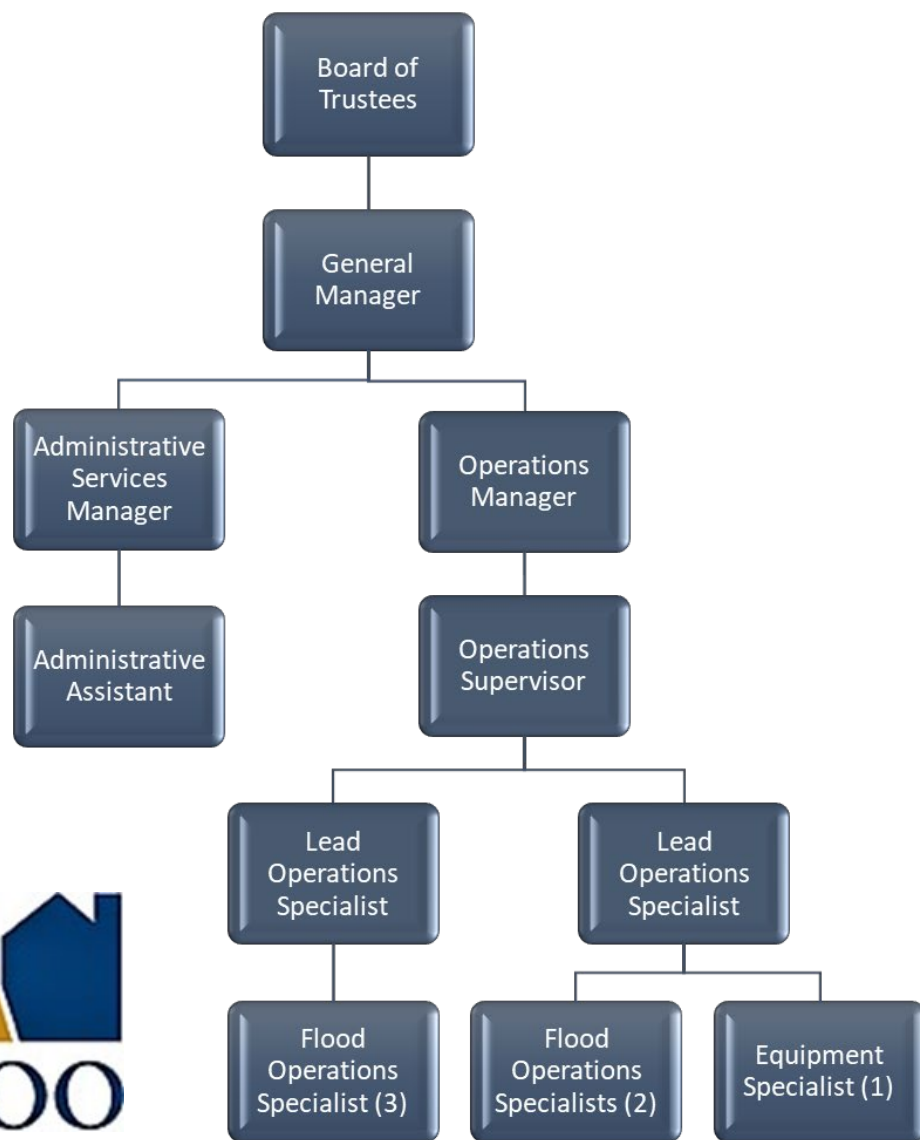 Board of
Trustees
General
Manager
Administrative
Services
Manager
Operations
Manager
Administrative
Assistant
Operations
Supervisor
Lead
Operations
Specialist
Lead
Operations
Specialist
Flood
Operations
Specialist (3)
Flood
Operations
Specialists (2)
Equipment
Specialist (1)